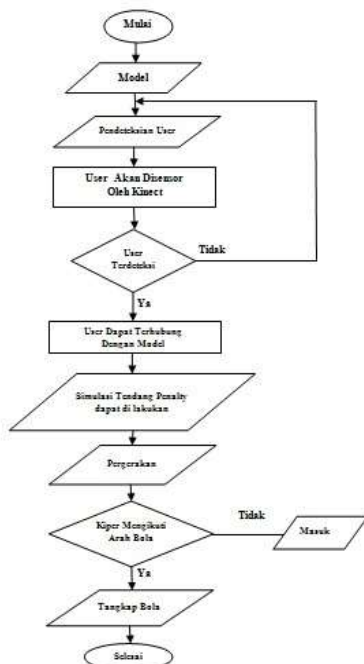 Mulai
Model
Pendeteksian User
User Akan Disensor
Oleh Kinect
User
Terdeteksi
Tidak
Ya
User Dapat Terhubung
Dengan Model
Simulasi Tendang Penalty
dapat di lakukan
Pergerakan
Kiper Mengikuti
Arah Bola
Tidak
Masuk
Ya
Tangkap Bola
Selesai